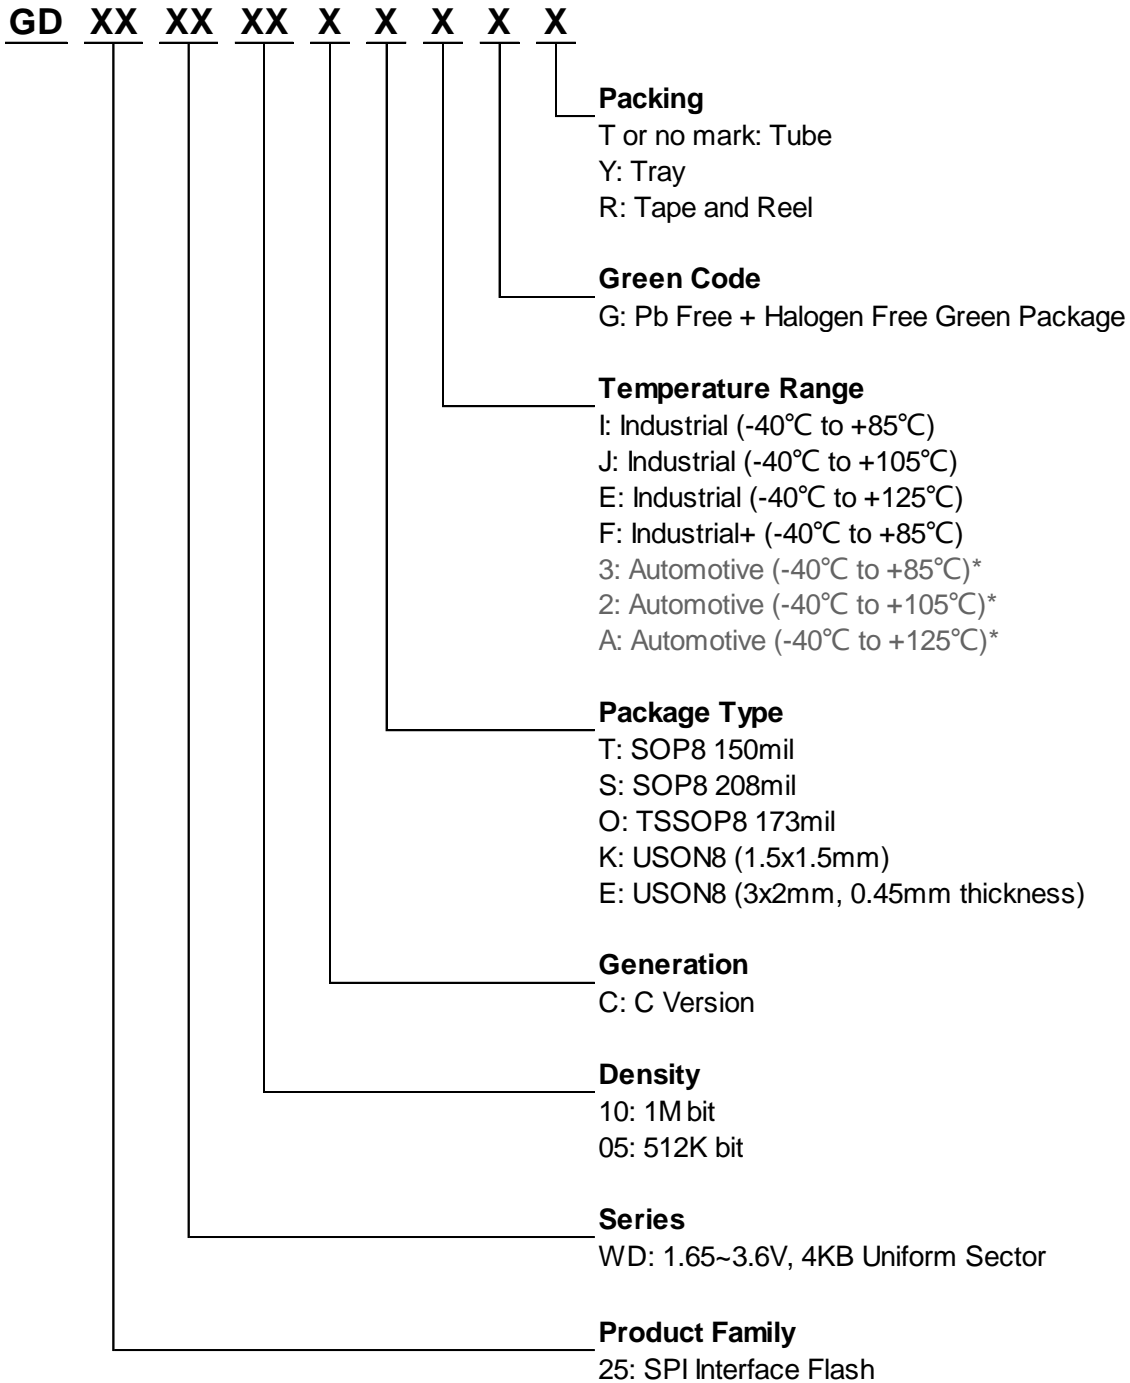 GD XX XX XX X X X X X
Packing
T or no mark: Tube
Y: Tray
R: Tape and Reel
Green Code
G: Pb Free + Halogen Free Green Package
Temperature Range
I: Industrial (-40℃ to +85℃)
J: Industrial (-40℃ to +105℃)
E: Industrial (-40℃ to +125℃)
F: Industrial+ (-40℃ to +85℃)
3: Automotive (-40℃ to +85℃)*
2: Automotive (-40℃ to +105℃)*
A: Automotive (-40℃ to +125℃)*
Package Type
T: SOP8 150mil
S: SOP8 208mil
O: TSSOP8 173mil
K: USON8 (1.5x1.5mm)
E: USON8 (3x2mm, 0.45mm thickness)
Generation
C: C Version
Density
10: 1M bit
05: 512K bit
Series
WD: 1.65~3.6V, 4KB Uniform Sector
Product Family
25: SPI Interface Flash